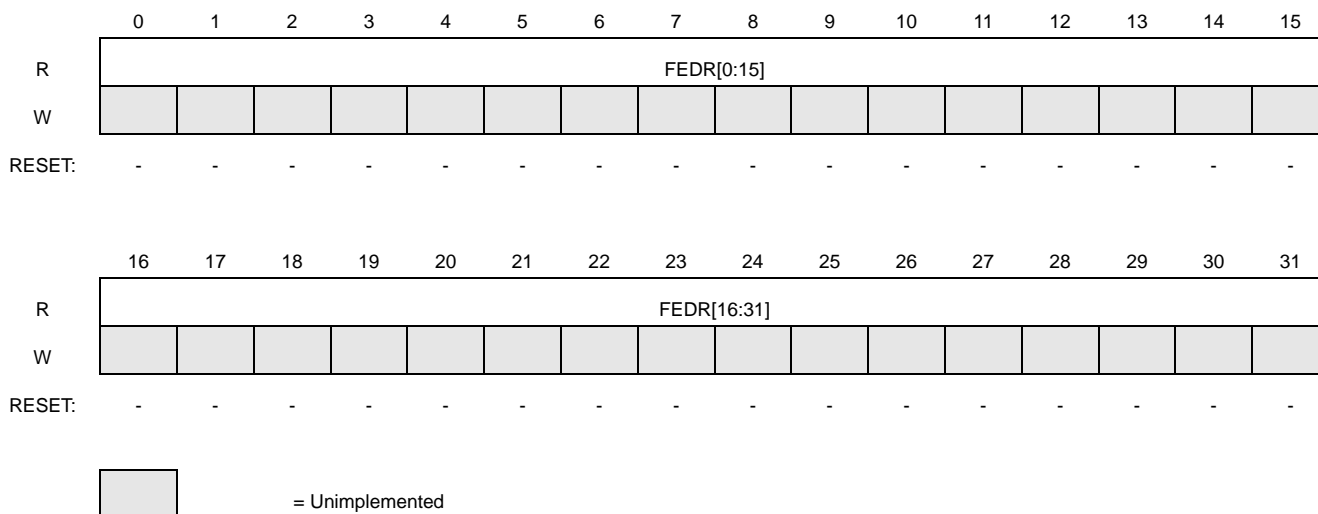 0 1 2 3 4 5 6 7 8 9 10 11 12 13 14 15
R FEDR[0:15]
W
RESET: - - - - - - - - - - - - - - - -
16 17 18 19 20 21 22 23 24 25 26 27 28 29 30 31
R FEDR[16:31]
W
RESET: - - - - - - - - - - - - - - - -
= Unimplemented